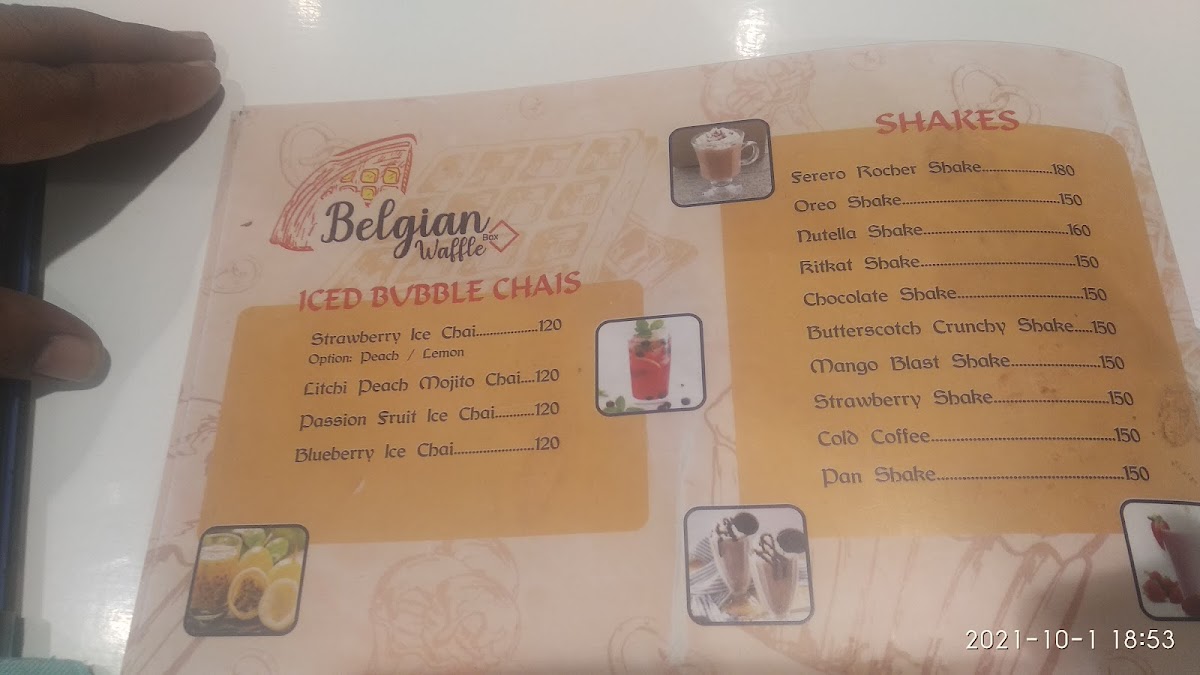 Belgian
Waffle Box
ICED BUBBLE CHAIS
Strawberry Ice Chai................120
Option: Peach / Lemon
Litchi Peach Mojito Chai....120
Passion Fruit Ice Chai..........120
Blueberry Ice Chai.....................120
SHAKES
Ferero Rocher Shake..................180
Oreo Shake.........................................150
Nutella Shake.....................................160
Kitkat Shake........................................150
Chocolate Shake.................................150
Butterscotch Crunchy Shake.....150
Mango Blast Shake.......................150
Strawberry Shake.............................150
Cold Coffee...............................................150
Pan Shake................................................150
2021-10-1 18:53